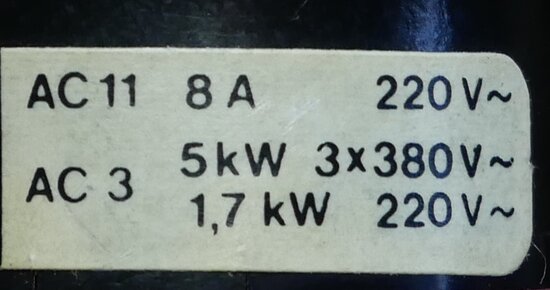 AC 11 8 A 220 V~
5 kW 3x380 V~
AC 3
1,7 kW 220 V~